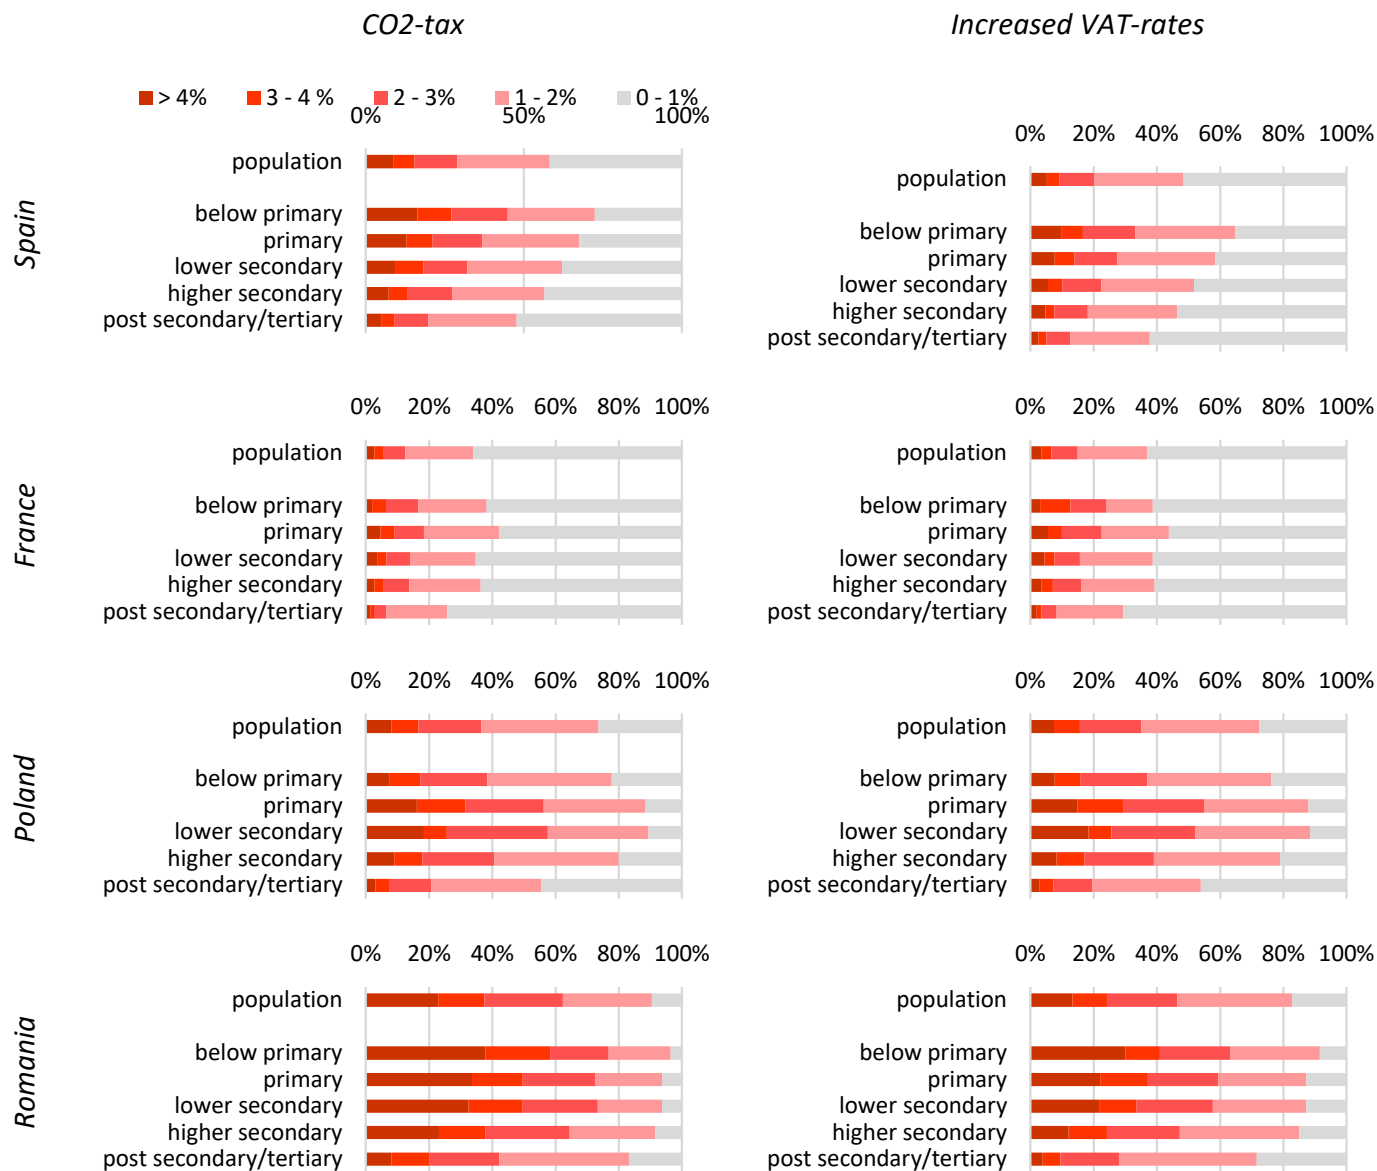 CO2-tax
Increased VAT-rates
> 4%
3 - 4 %
2 - 3%
1 - 2%
0 - 1%
Spain
0% 50% 100%
population
below primary
primary
lower secondary
higher secondary
post secondary/tertiary
0% 20% 40% 60% 80% 100%
population
below primary
primary
lower secondary
higher secondary
post secondary/tertiary
France
0% 20% 40% 60% 80% 100%
population
below primary
primary
lower secondary
higher secondary
post secondary/tertiary
0% 20% 40% 60% 80% 100%
population
below primary
primary
lower secondary
higher secondary
post secondary/tertiary
Poland
0% 20% 40% 60% 80% 100%
population
below primary
primary
lower secondary
higher secondary
post secondary/tertiary
0% 20% 40% 60% 80% 100%
population
below primary
primary
lower secondary
higher secondary
post secondary/tertiary
Romania
0% 20% 40% 60% 80% 100%
population
below primary
primary
lower secondary
higher secondary
post secondary/tertiary
0% 20% 40% 60% 80% 100%
population
below primary
primary
lower secondary
higher secondary
post secondary/tertiary